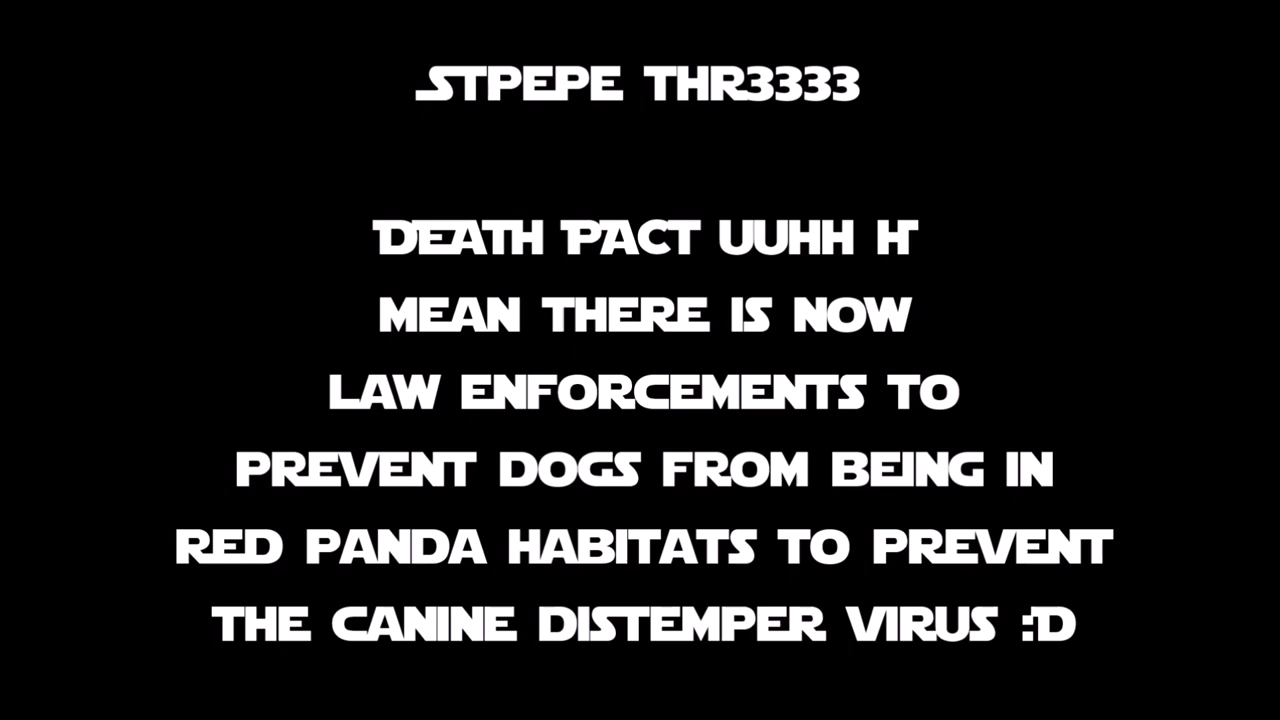 STPEPE THR3333
DEATH PACT UUHH I'
MEAN THERE IS NOW
LAW ENFORCEMENTS TO
PREVENT DOGS FROM BEING IN
RED PANDA HABITATS TO PREVENT
THE CANINE DISTEMPER VIRUS :D